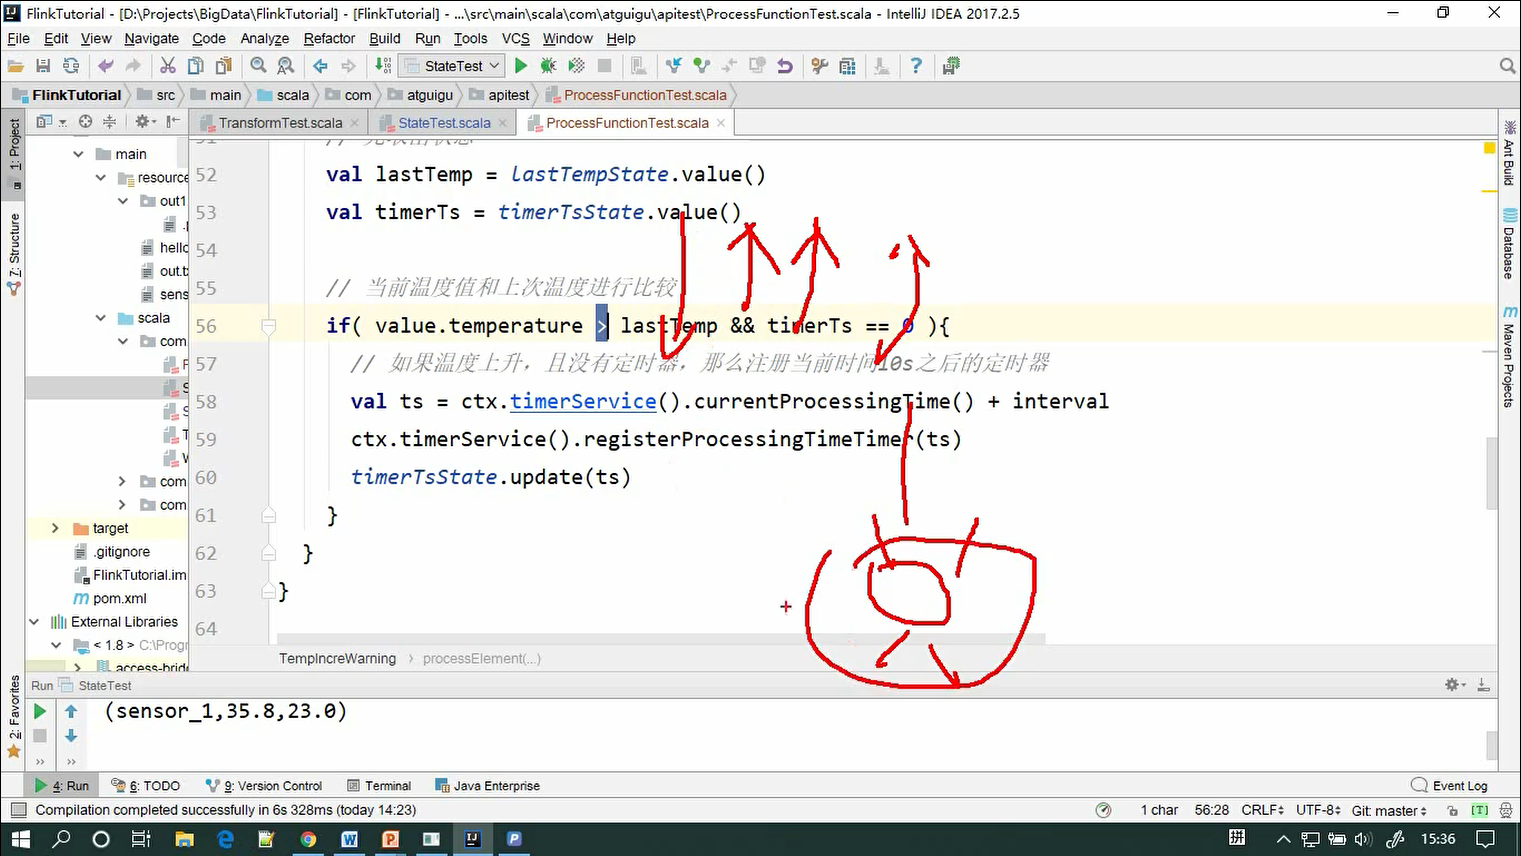 FlinkTutorial - [D:\Projects\BigData\FlinkTutorial] - [FlinkTutorial] - ...\src\main\scala\com\atguigu\apitest\ProcessFunctionTest.scala - IntelliJ IDEA 2017.2.5
File Edit View Navigate Code Analyze Refactor Build Run Tools VCS Window Help
StateTest
FlinkTutorial src main scala com atguigu apitest ProcessFunctionTest.scala
1: Project
7: Structure
2: Favorites
TransformTest.scala StateTest.scala ProcessFunctionTest.scala
main
resource
out1
hello
out.tx
sens
scala
com
com
com
target
.gitignore
FlinkTutorial.im
pom.xml
External Libraries
< 1.8 > C:\Progr
access-brid
52 val lastTemp = lastTempState.value()
53 val timerTs = timerTsState.value()
54
55 // 当前温度值和上次温度进行比较
56 if( value.temperature > lastTemp && timerTs == 0 ){
57 // 如果温度上升，且没有定时器，那么注册当前时间10s之后的定时器
58 val ts = ctx.timerService().currentProcessingTime() + interval
59 ctx.timerService().registerProcessingTimeTimer(ts)
60 timerTsState.update(ts)
61 }
62 }
63 }
64
TempIncreWarning processElement(...)
Ant Build
Database
Maven Projects
Run StateTest
(sensor_1,35.8,23.0)
4: Run 6: TODO 9: Version Control Terminal Java Enterprise Event Log
Compilation completed successfully in 6s 328ms (today 14:23) 1 char 56:28 CRLF UTF-8 Git: master [T]
15:36